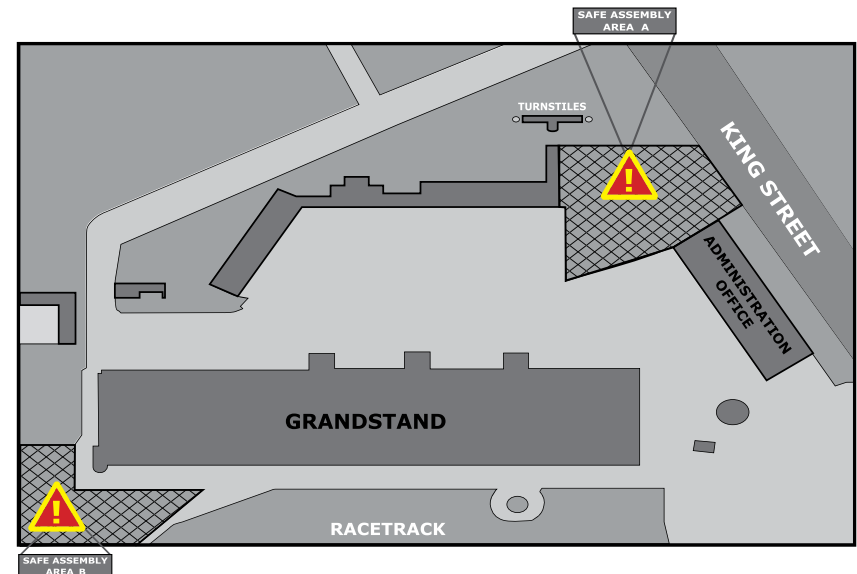 SAFE ASSEMBLY
AREA A
TURNSTILES
KING STREET
ADMINISTRATION
OFFICE
GRANDSTAND
RACETRACK
SAFE ASSEMBLY
AREA B